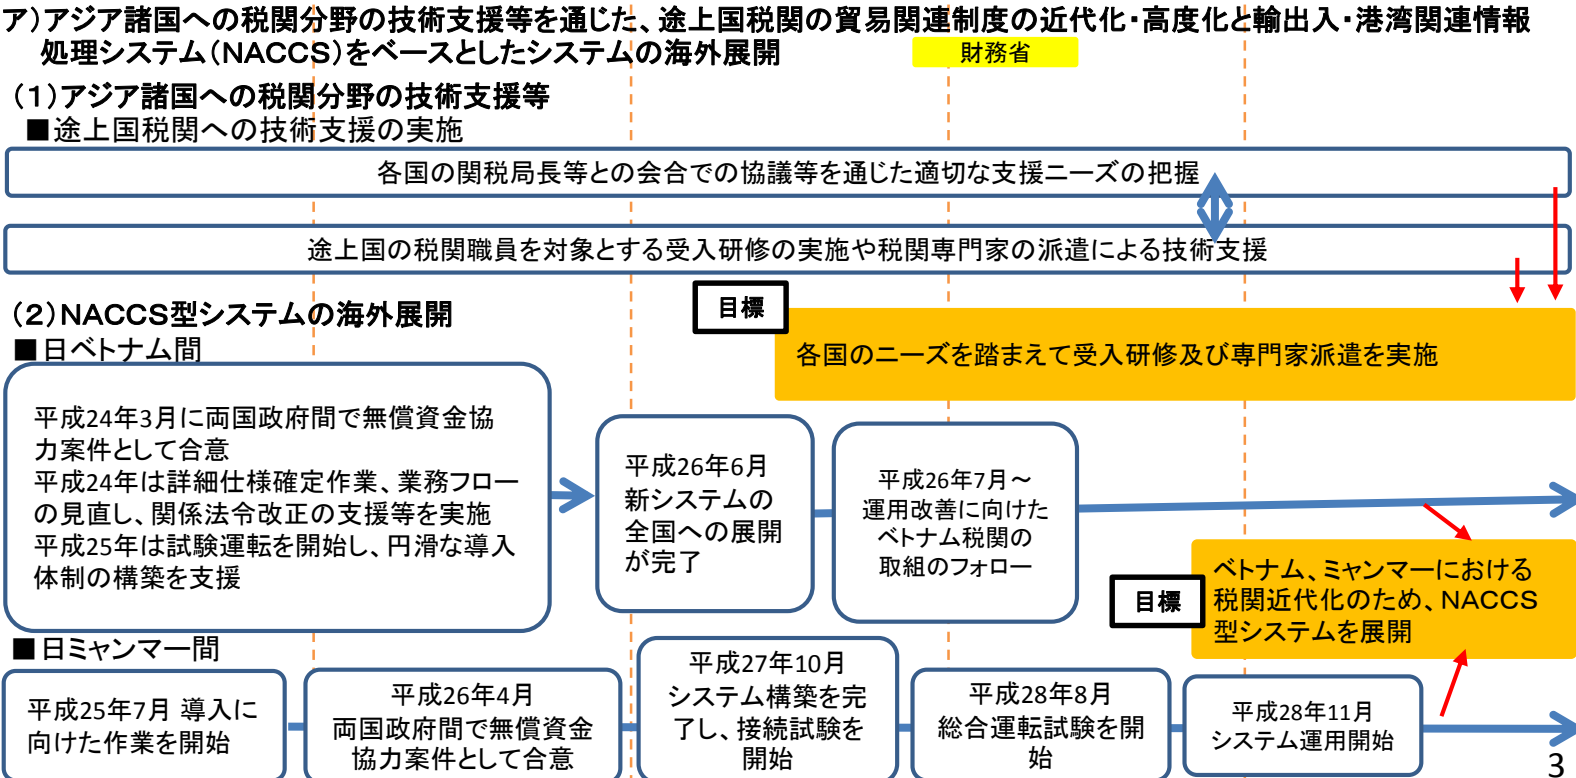 ア）アジア諸国への税関分野の技術支援等を通じた、途上国税関の貿易関連制度の近代化・高度化と輸出入・港湾関連情報
処理システム（NACCS）をベースとしたシステムの海外展開
財務省
（１）アジア諸国への税関分野の技術支援等
■途上国税関への技術支援の実施
各国の関税局長等との会合での協議等を通じた適切な支援ニーズの把握
途上国の税関職員を対象とする受入研修の実施や税関専門家の派遣による技術支援
目標
各国のニーズを踏まえて受入研修及び専門家派遣を実施
（２）NACCS型システムの海外展開
■日ベトナム間
平成24年3月に両国政府間で無償資金協
力案件として合意
平成24年は詳細仕様確定作業、業務フロー
の見直し、関係法令改正の支援等を実施
平成25年は試験運転を開始し、円滑な導入
体制の構築を支援
平成26年6月
新システムの
全国への展開
が完了
平成26年7月～
運用改善に向けた
ベトナム税関の
取組のフォロー
目標
ベトナム、ミャンマーにおける
税関近代化のため、NACCS
型システムを展開
■日ミャンマー間
平成25年7月 導入に
向けた作業を開始
平成26年4月
両国政府間で無償資金
協力案件として合意
平成27年10月
システム構築を完
了し、接続試験を
開始
平成28年8月
総合運転試験を開
始
平成28年11月
システム運用開始
3